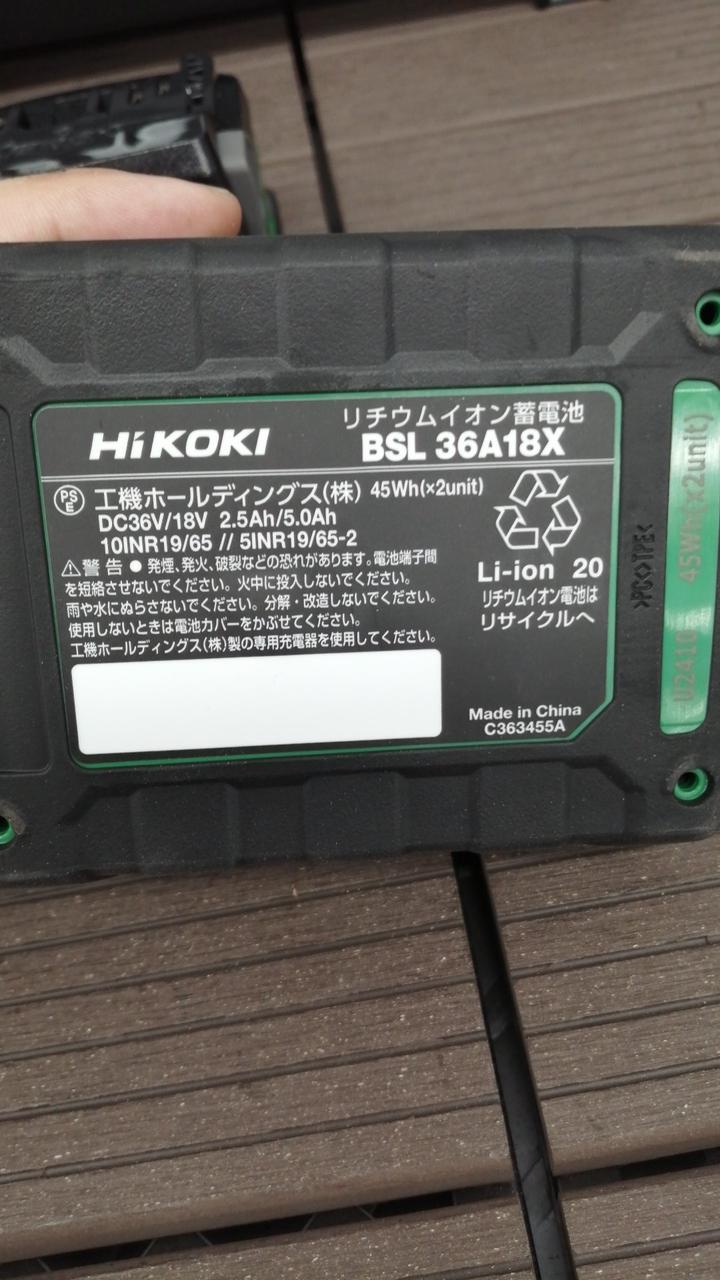 HiKOKI
リチウムイオン蓄電池
BSL 36A18X
PSE
工機ホールディングス(株) 45Wh(×2unit)
DC36V/18V 2.5Ah/5.0Ah
10INR19/65 // 5INR19/65-2
⚠警告 ● 発煙、発火、破裂などの恐れがあります。電池端子間
を短絡させないでください。火中に投入しないでください。
雨や水にぬらさないでください。分解・改造しないでください。
使用しないときは電池カバーをかぶせてください。
工機ホールディングス(株)製の専用充電器を使用してください。
Li-ion 20
リチウムイオン電池は
リサイクルへ
Made in China
C363455A
>PC<>TPE<
45Wh(x2unit)